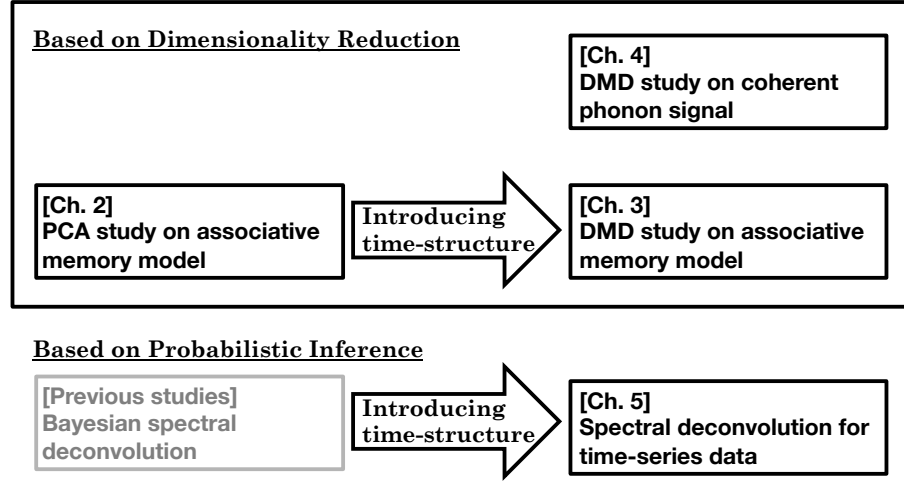 Based on Dimensionality Reduction
[Ch. 4]
DMD study on coherent
phonon signal
[Ch. 2]
PCA study on associative
memory model
Introducing
time-structure
[Ch. 3]
DMD study on associative
memory model
Based on Probabilistic Inference
[Previous studies]
Bayesian spectral
deconvolution
Introducing
time-structure
[Ch. 5]
Spectral deconvolution for
time-series data